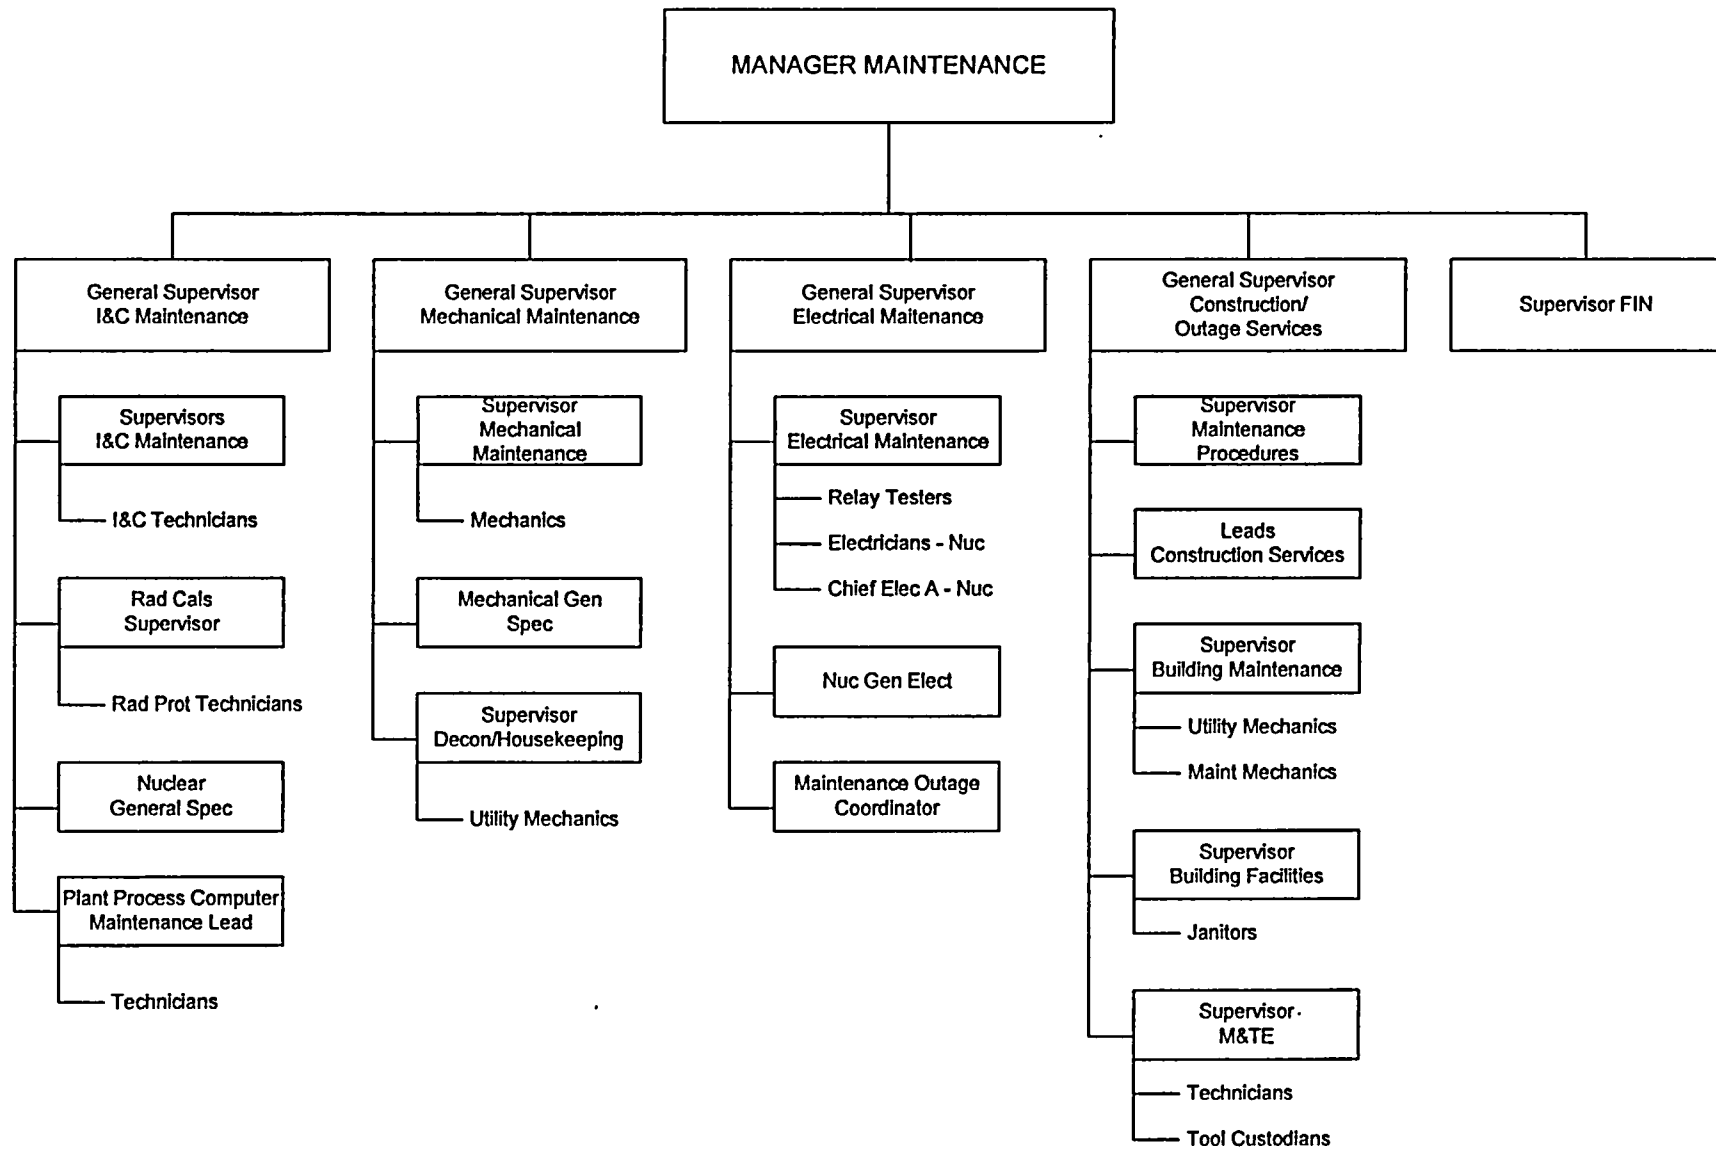 MANAGER MAINTENANCE
General Supervisor
I&C Maintenance
General Supervisor
Mechanical Maintenance
General Supervisor
Electrical Maitenance
General Supervisor
Construction/
Outage Services
Supervisor FIN
Supervisors
I&C Maintenance
I&C Technicians
Rad Cals
Supervisor
Rad Prot Technicians
Nuclear
General Spec
Plant Process Computer
Maintenance Lead
Technicians
Supervisor
Mechanical
Maintenance
Mechanics
Mechanical Gen
Spec
Supervisor
Decon/Housekeeping
Utility Mechanics
Supervisor
Electrical Maintenance
Relay Testers
Electricians - Nuc
Chief Elec A - Nuc
Nuc Gen Elect
Maintenance Outage
Coordinator
Supervisor
Maintenance
Procedures
Leads
Construction Services
Supervisor
Building Maintenance
Utility Mechanics
Maint Mechanics
Supervisor
Building Facilities
Janitors
Supervisor
M&TE
Technicians
Tool Custodians